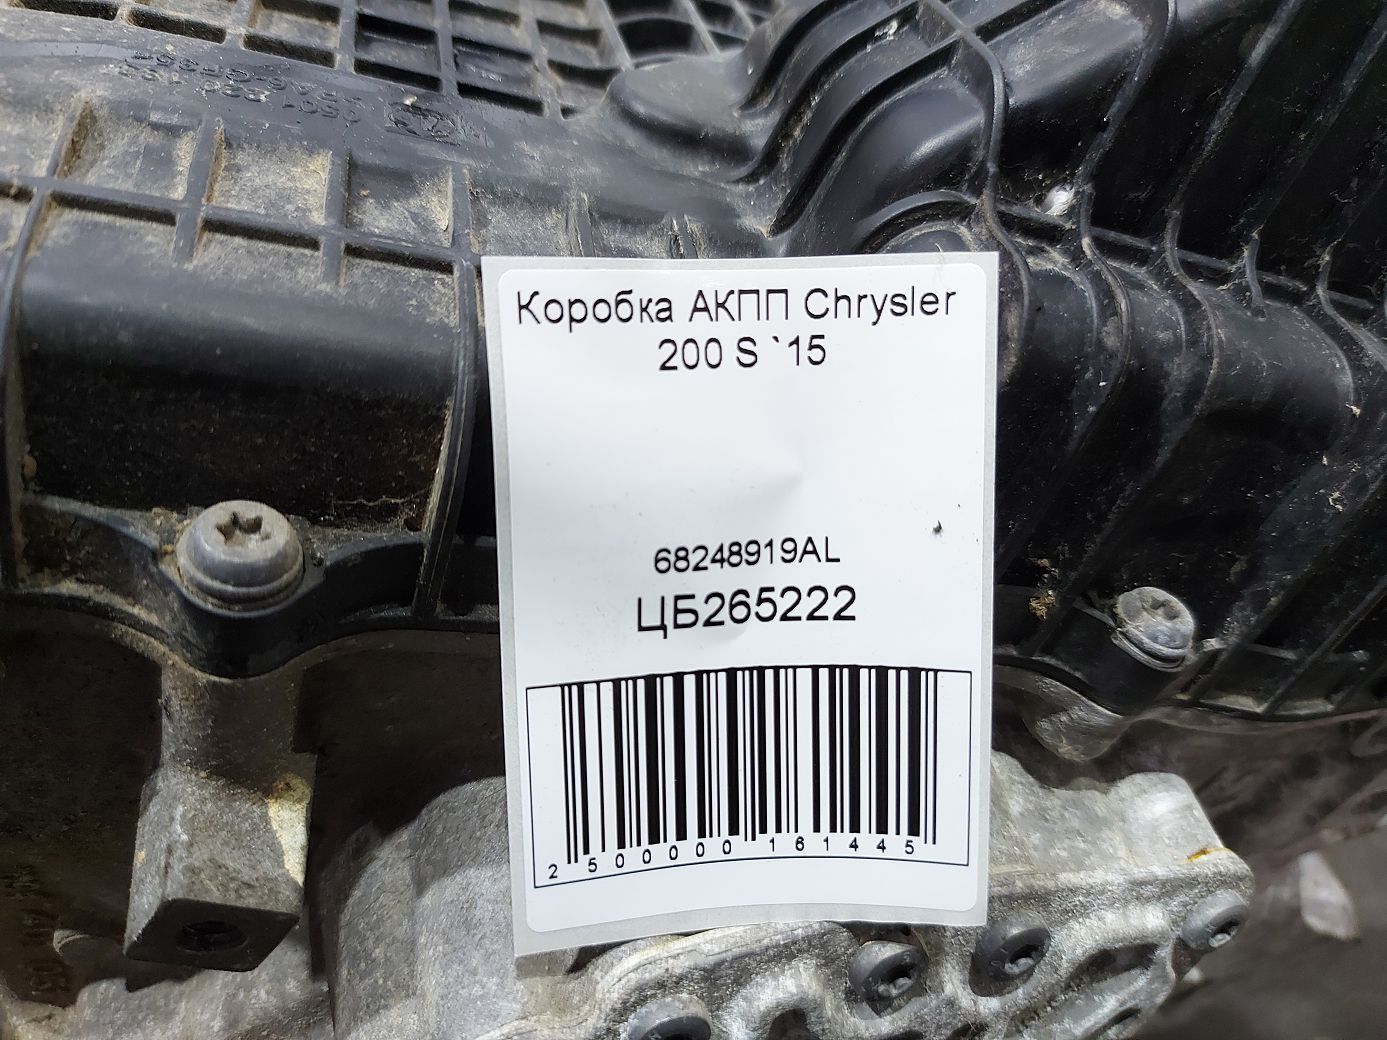 Коробка АКПП Chrysler
200 S `15
68248919AL
ЦБ265222
2500000161445